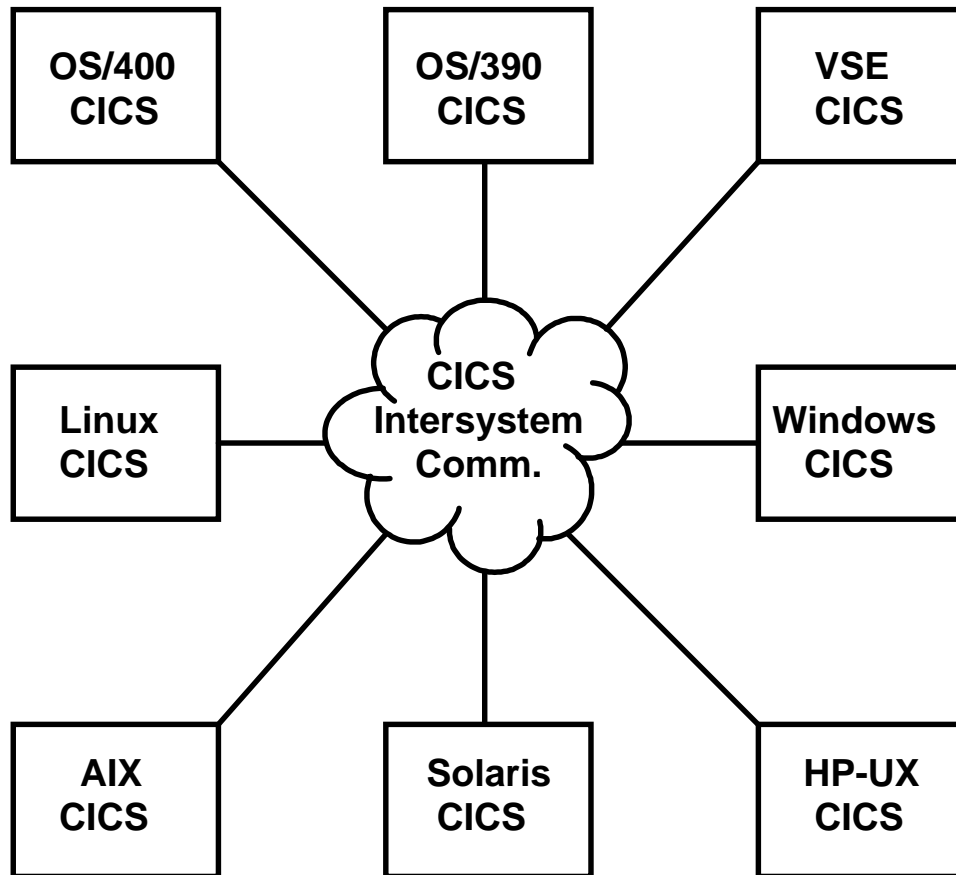 OS/400
CICS
OS/390
CICS
VSE
CICS
CICS
Intersystem
Comm.
Linux
CICS
Windows
CICS
AIX
CICS
Solaris
CICS
HP-UX
CICS